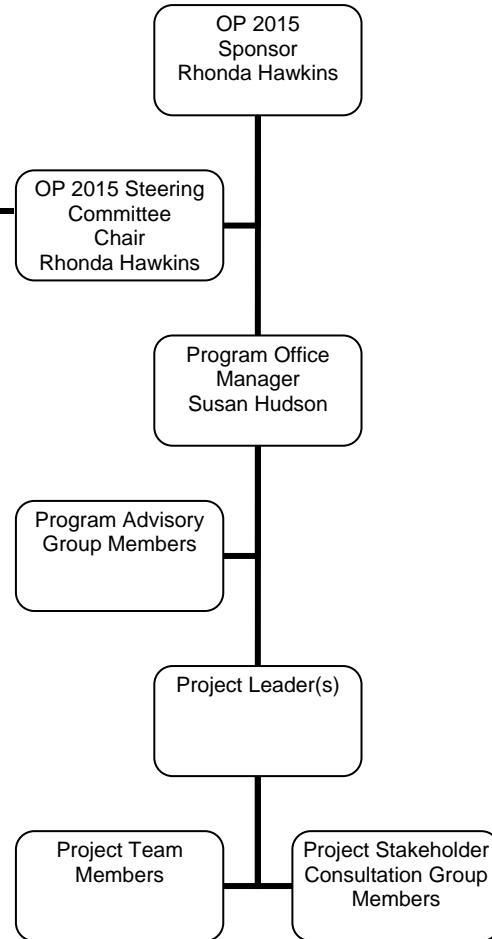 OP 2015
Sponsor
Rhonda Hawkins
OP 2015 Steering
Committee
Chair
Rhonda Hawkins
Program Office
Manager
Susan Hudson
Program Advisory
Group Members
Project Leader(s)
Project Team
Members
Project Stakeholder
Consultation Group
Members